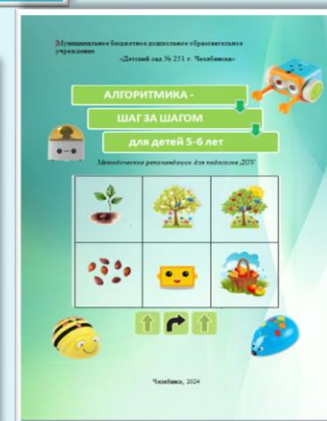 Муниципальное бюджетное дошкольное образовательное
учреждение
«Детский сад № 251 г. Челябинска»
АЛГОРИТМИКА -
ШАГ ЗА ШАГОМ
для детей 5-6 лет
Методические рекомендации для педагогов ДОУ
Челябинск, 2024